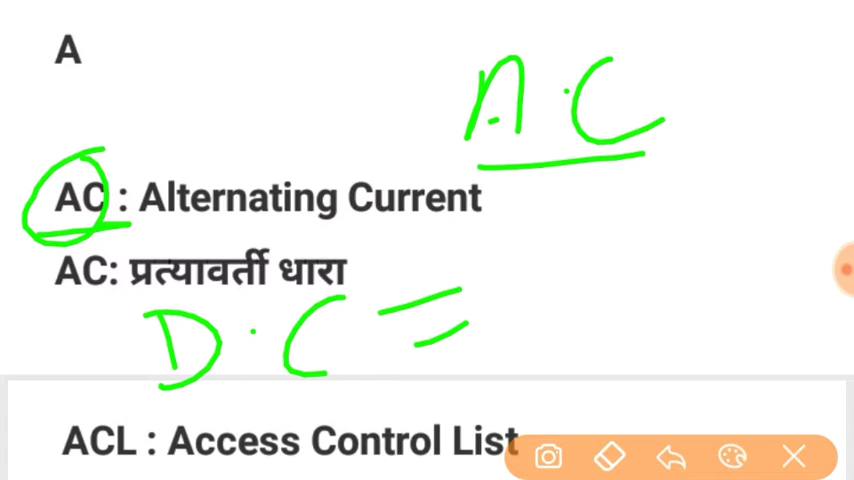 A
A.C
AC : Alternating Current
AC: प्रत्यावर्ती धारा
D.C =
ACL : Access Control List